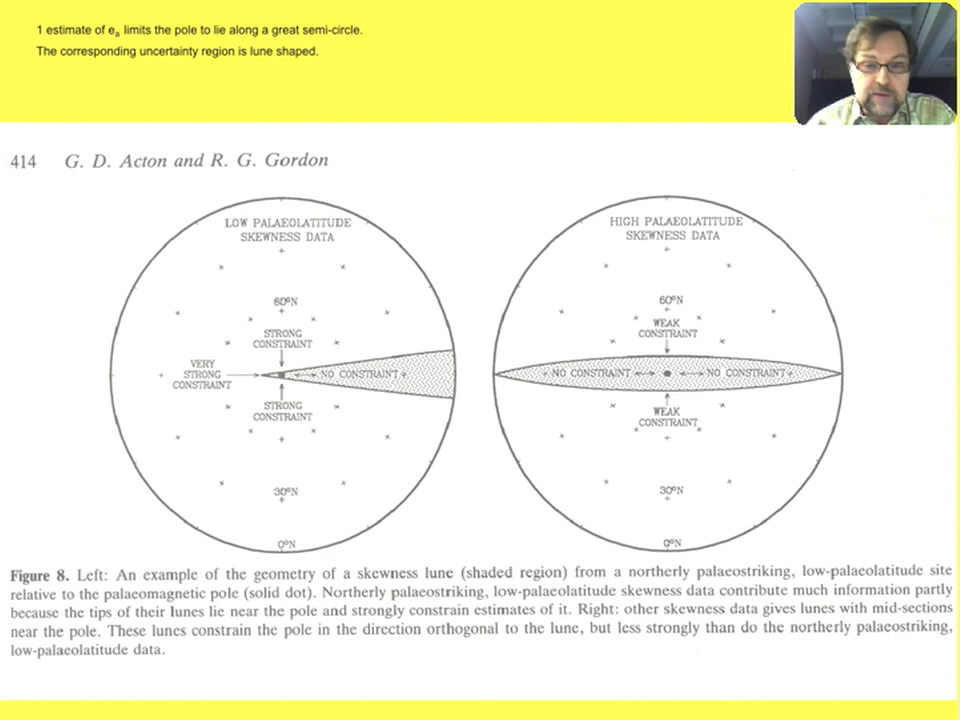 1 estimate of eₐ limits the pole to lie along a great semi-circle.
The corresponding uncertainty region is lune shaped.
414 G. D. Acton and R. G. Gordon
LOW PALAEOLATITUDE
SKEWNESS DATA
60°N
STRONG
CONSTRAINT
VERY
STRONG
CONSTRAINT
NO CONSTRAINT
STRONG
CONSTRAINT
30°N
0°N
HIGH PALAEOLATITUDE
SKEWNESS DATA
60°N
WEAK
CONSTRAINT
NO CONSTRAINT
NO CONSTRAINT
WEAK
CONSTRAINT
30°N
0°N
Figure 8. Left: An example of the geometry of a skewness lune (shaded region) from a northerly palaeostriking, low-palaeolatitude site
relative to the palaeomagnetic pole (solid dot). Northerly palaeostriking, low-palaeolatitude skewness data contribute much information partly
because the tips of their lunes lie near the pole and strongly constrain estimates of it. Right: other skewness data gives lunes with mid-sections
near the pole. These lunes constrain the pole in the direction orthogonal to the lune, but less strongly than do the northerly palaeostriking,
low-palaeolatitude data.